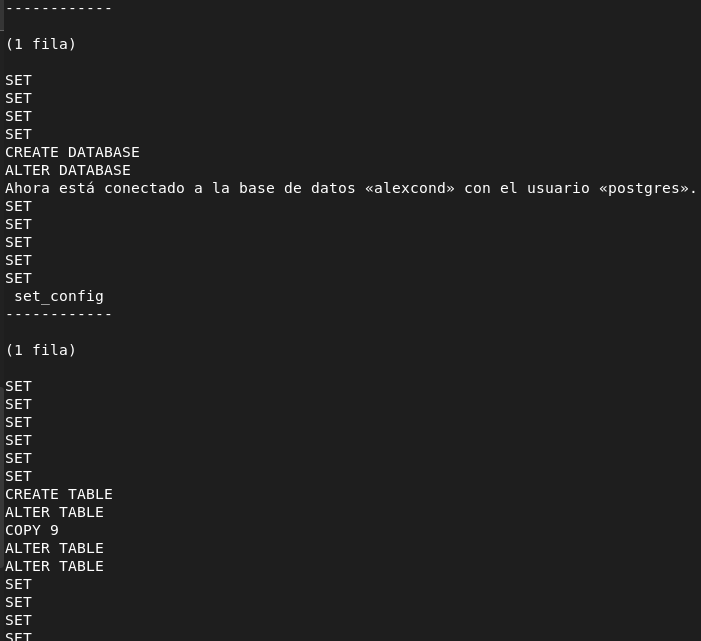 ------------
(1 fila)
SET
SET
SET
SET
CREATE DATABASE
ALTER DATABASE
Ahora está conectado a la base de datos «alexcond» con el usuario «postgres».
SET
SET
SET
SET
SET
 set_config
------------
(1 fila)
SET
SET
SET
SET
SET
SET
CREATE TABLE
ALTER TABLE
COPY 9
ALTER TABLE
ALTER TABLE
SET
SET
SET
SET